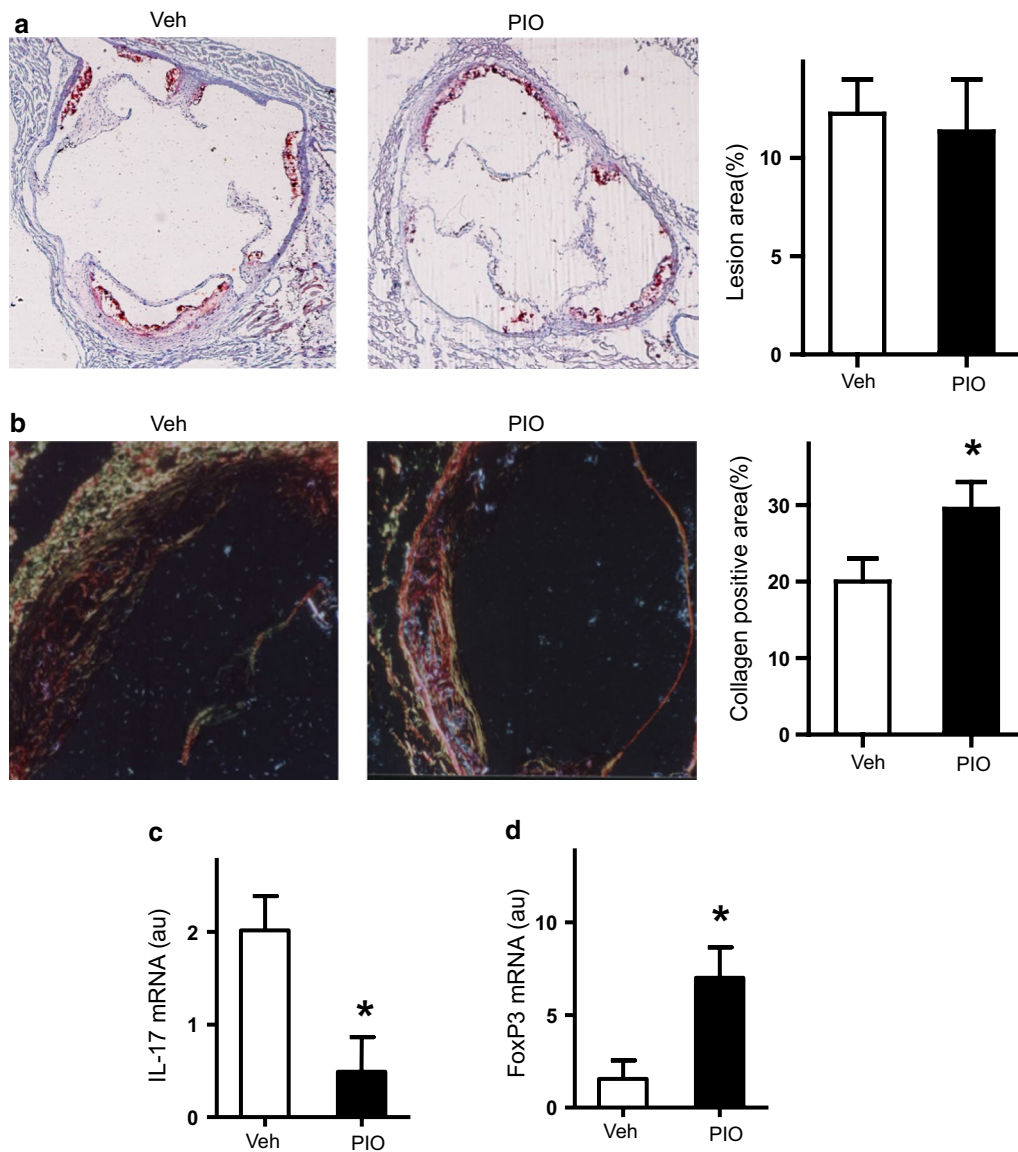 a
Veh
PIO
Lesion area(%)
10
5
0
Veh
PIO
b
Veh
PIO
Collagen positive area(%)
*
30
20
10
0
Veh
PIO
c
IL-17 mRNA (au)
2
1
0
*
Veh
PIO
d
FoxP3 mRNA (au)
10
5
0
*
Veh
PIO